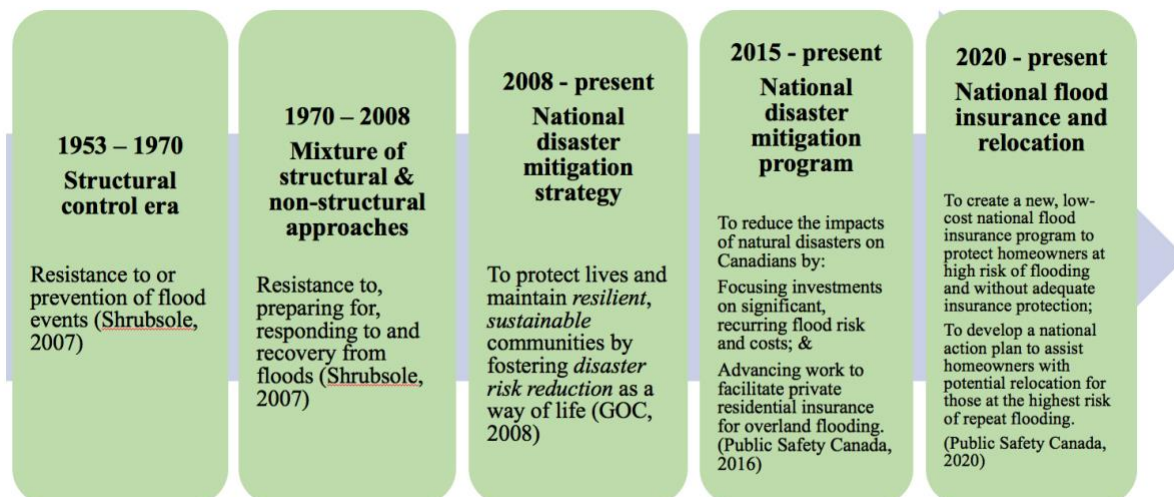 1953 – 1970
Structural
control era
Resistance to or
prevention of flood
events (Shrubsole,
2007)
1970 – 2008
Mixture of
structural &
non-structural
approaches
Resistance to,
preparing for,
responding to and
recovery from
floods (Shrubsole,
2007)
2008 - present
National
disaster
mitigation
strategy
To protect lives and
maintain resilient,
sustainable
communities by
fostering disaster
risk reduction as a
way of life (GOC,
2008)
2015 - present
National
disaster
mitigation
program
To reduce the impacts
of natural disasters on
Canadians by:
Focusing investments
on significant,
recurring flood risk
and costs; &
Advancing work to
facilitate private
residential insurance
for overland flooding.
(Public Safety Canada,
2016)
2020 - present
National flood
insurance and
relocation
To create a new, low-
cost national flood
insurance program to
protect homeowners at
high risk of flooding
and without adequate
insurance protection;
To develop a national
action plan to assist
homeowners with
potential relocation for
those at the highest risk
of repeat flooding.
(Public Safety Canada,
2020)